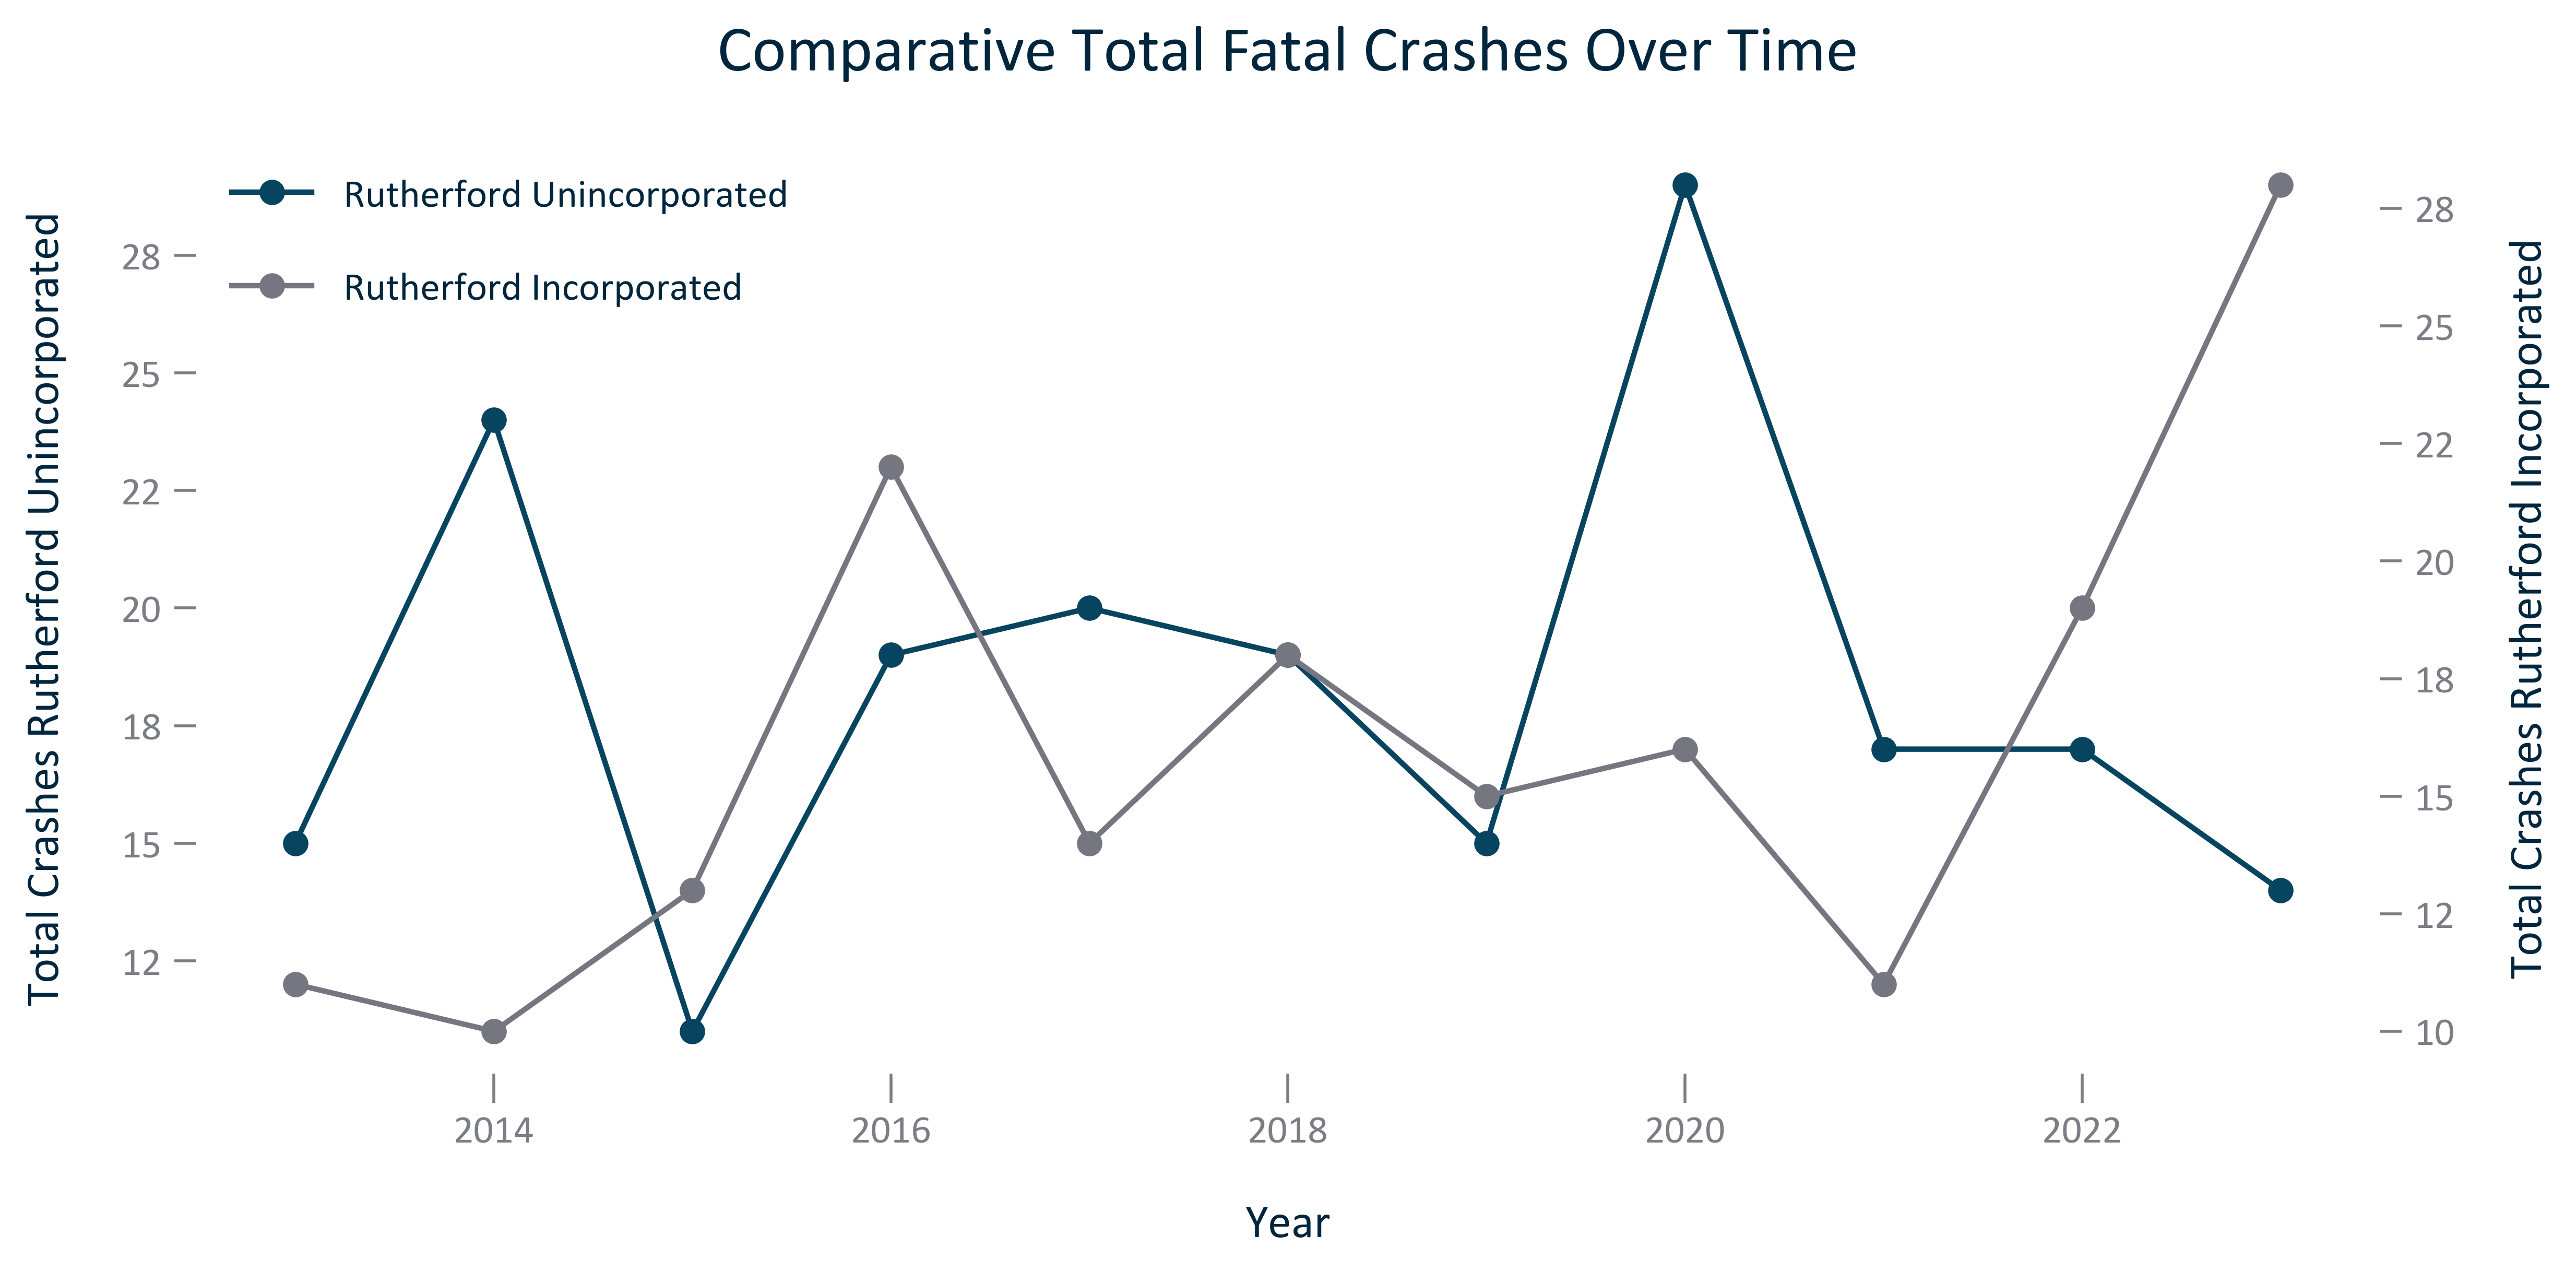 Comparative Total Fatal Crashes Over Time
Rutherford Unincorporated
Rutherford Incorporated
Total Crashes Rutherford Unincorporated
28
25
22
20
18
15
12
28
25
22
20
18
15
12
10
Total Crashes Rutherford Incorporated
2014 2016 2018 2020 2022
Year